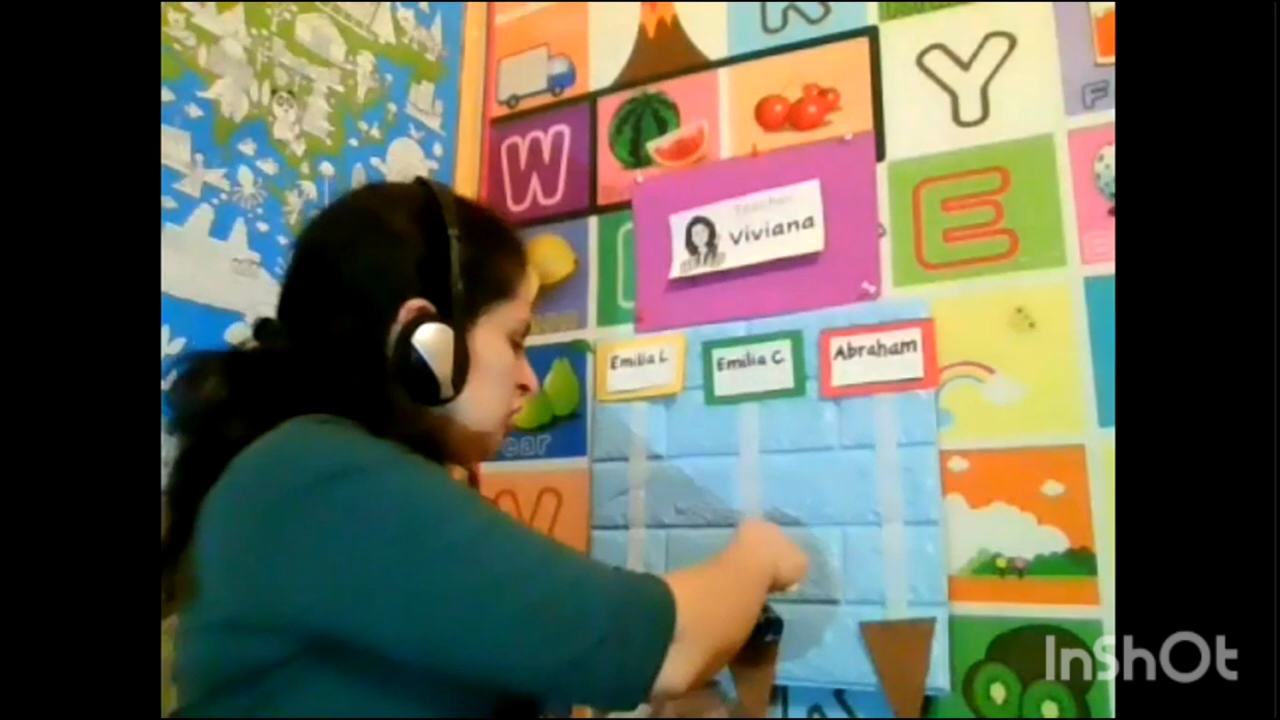 K
Y
F
W
Teacher
Viviana
E
Emilia L.
Emilia C.
Abraham
ear
InShOt